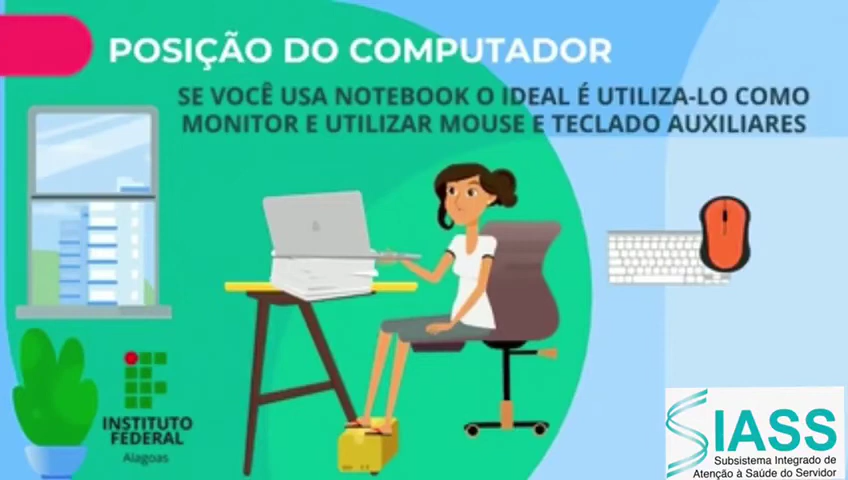 POSIÇÃO DO COMPUTADOR
SE VOCÊ USA NOTEBOOK O IDEAL É UTILIZA-LO COMO
MONITOR E UTILIZAR MOUSE E TECLADO AUXILIARES
INSTITUTO
FEDERAL
Alagoas
SIASS
Subsistema Integrado de
Atenção à Saúde do Servidor